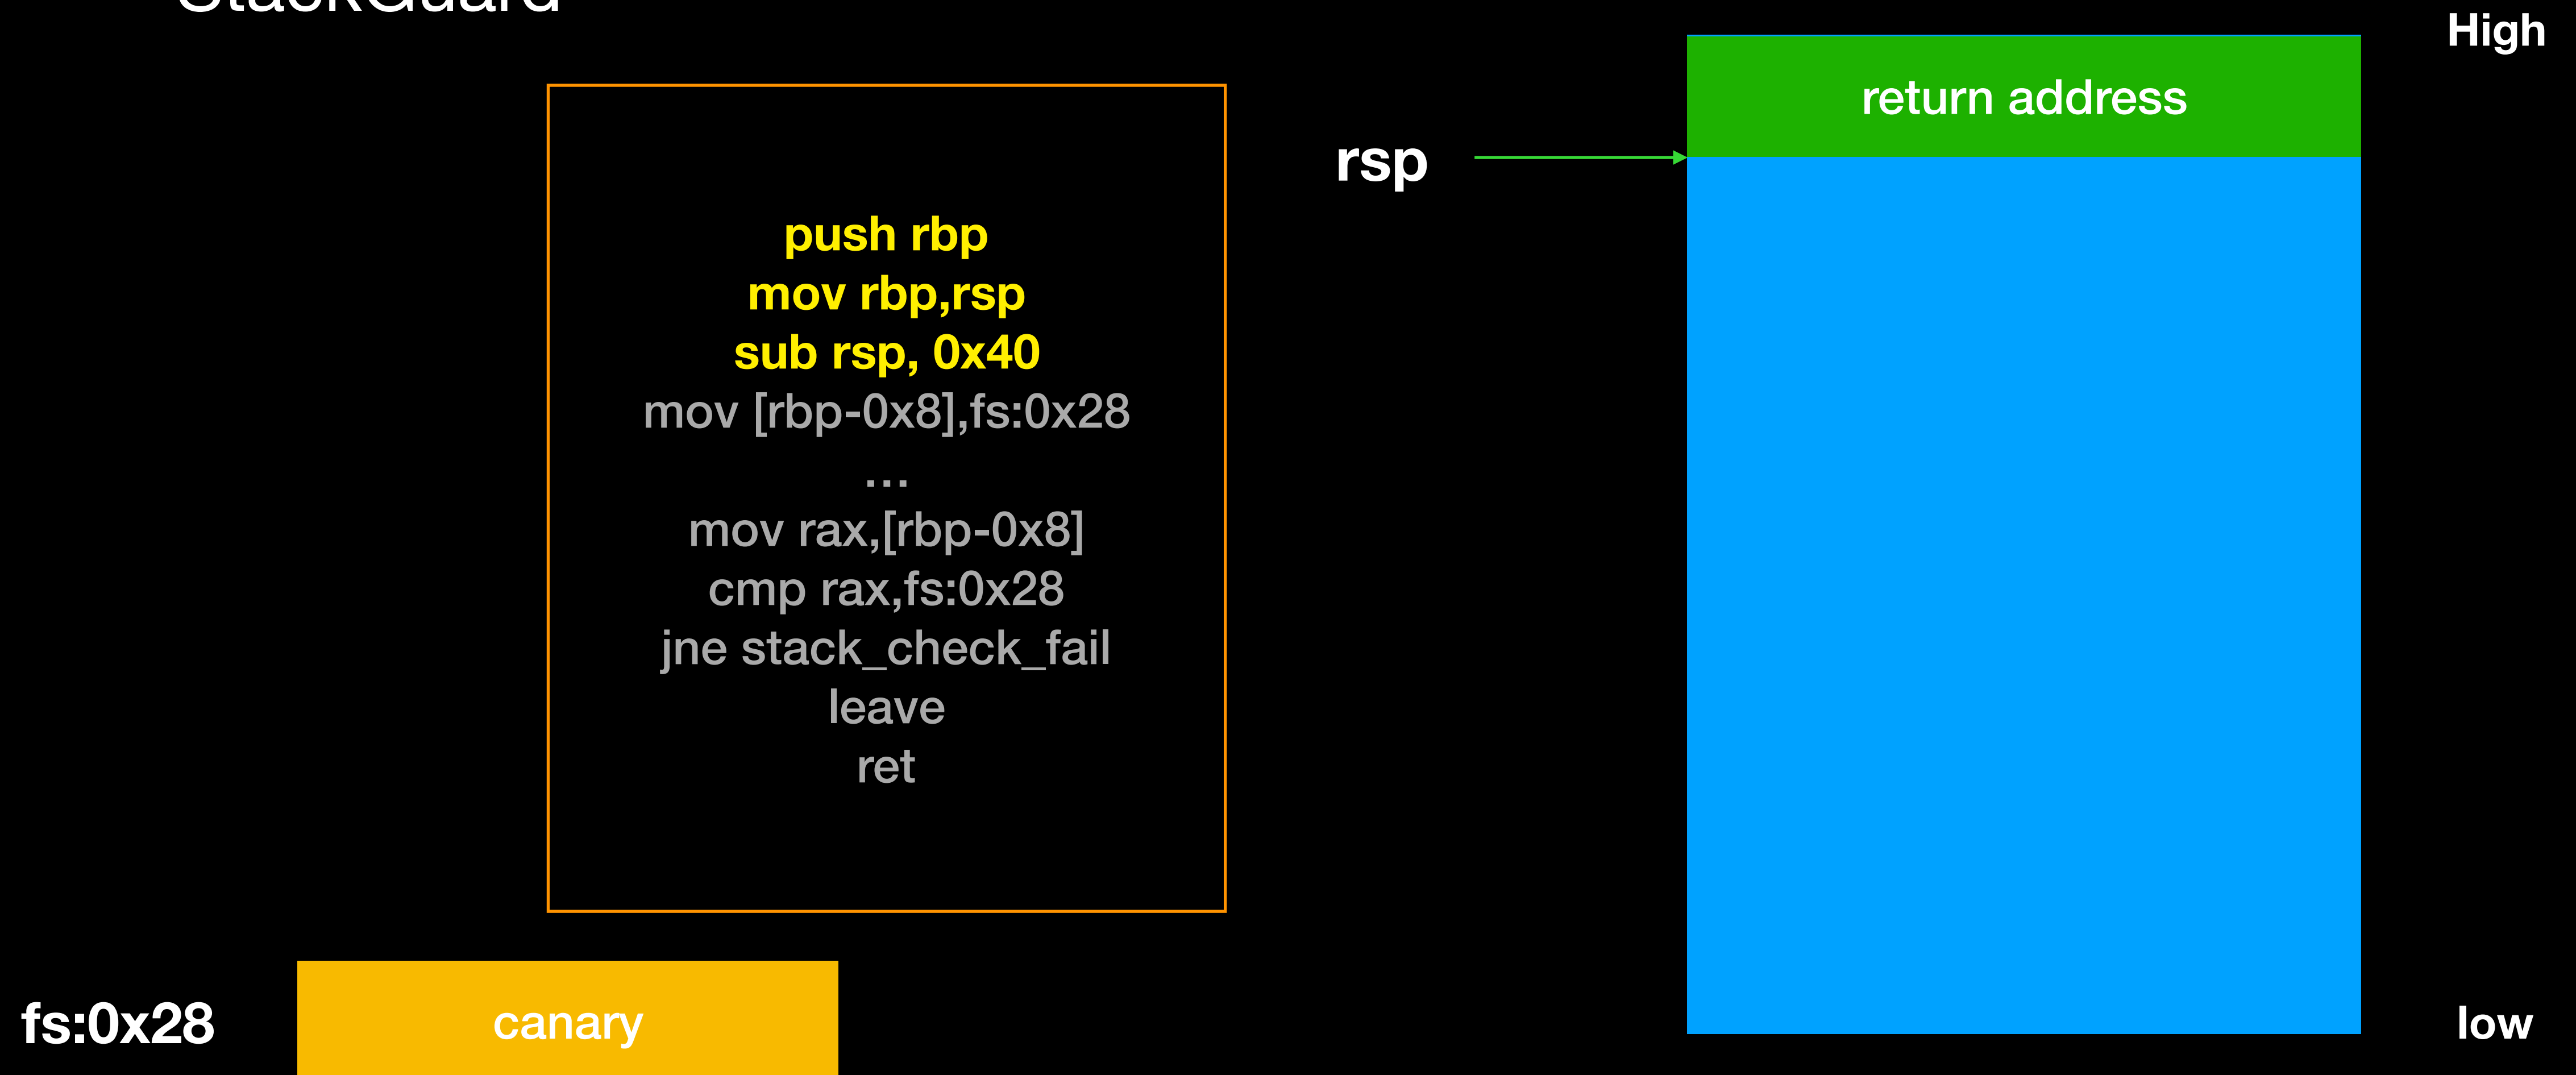 StackGuard
High
return address
rsp
push rbp
mov rbp,rsp
sub rsp, 0x40
mov [rbp-0x8],fs:0x28
...
mov rax,[rbp-0x8]
cmp rax,fs:0x28
jne stack_check_fail
leave
ret
fs:0x28
canary
low